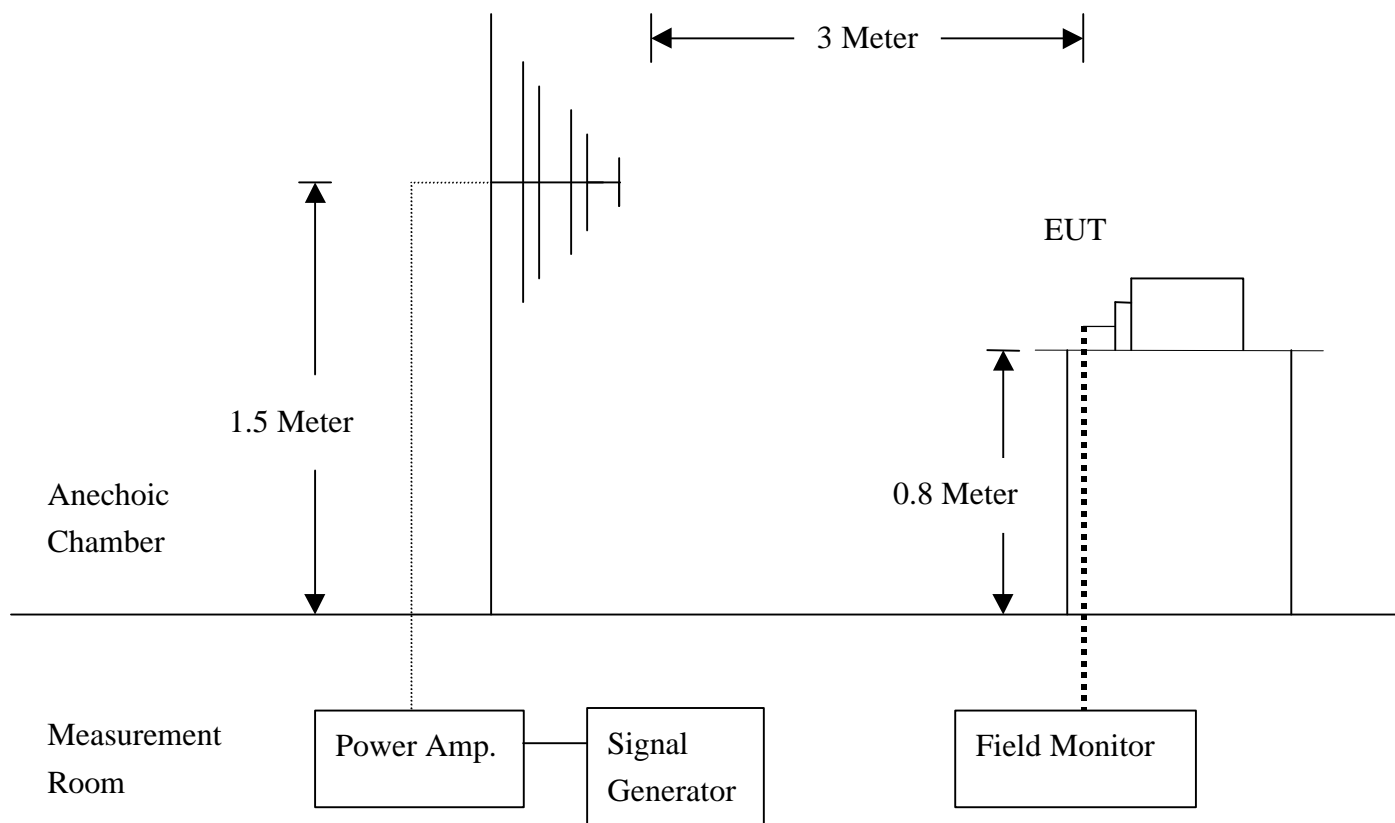 3 Meter
EUT
1.5 Meter
0.8 Meter
Anechoic
Chamber
Measurement
Room
Power Amp.
Signal
Generator
Field Monitor